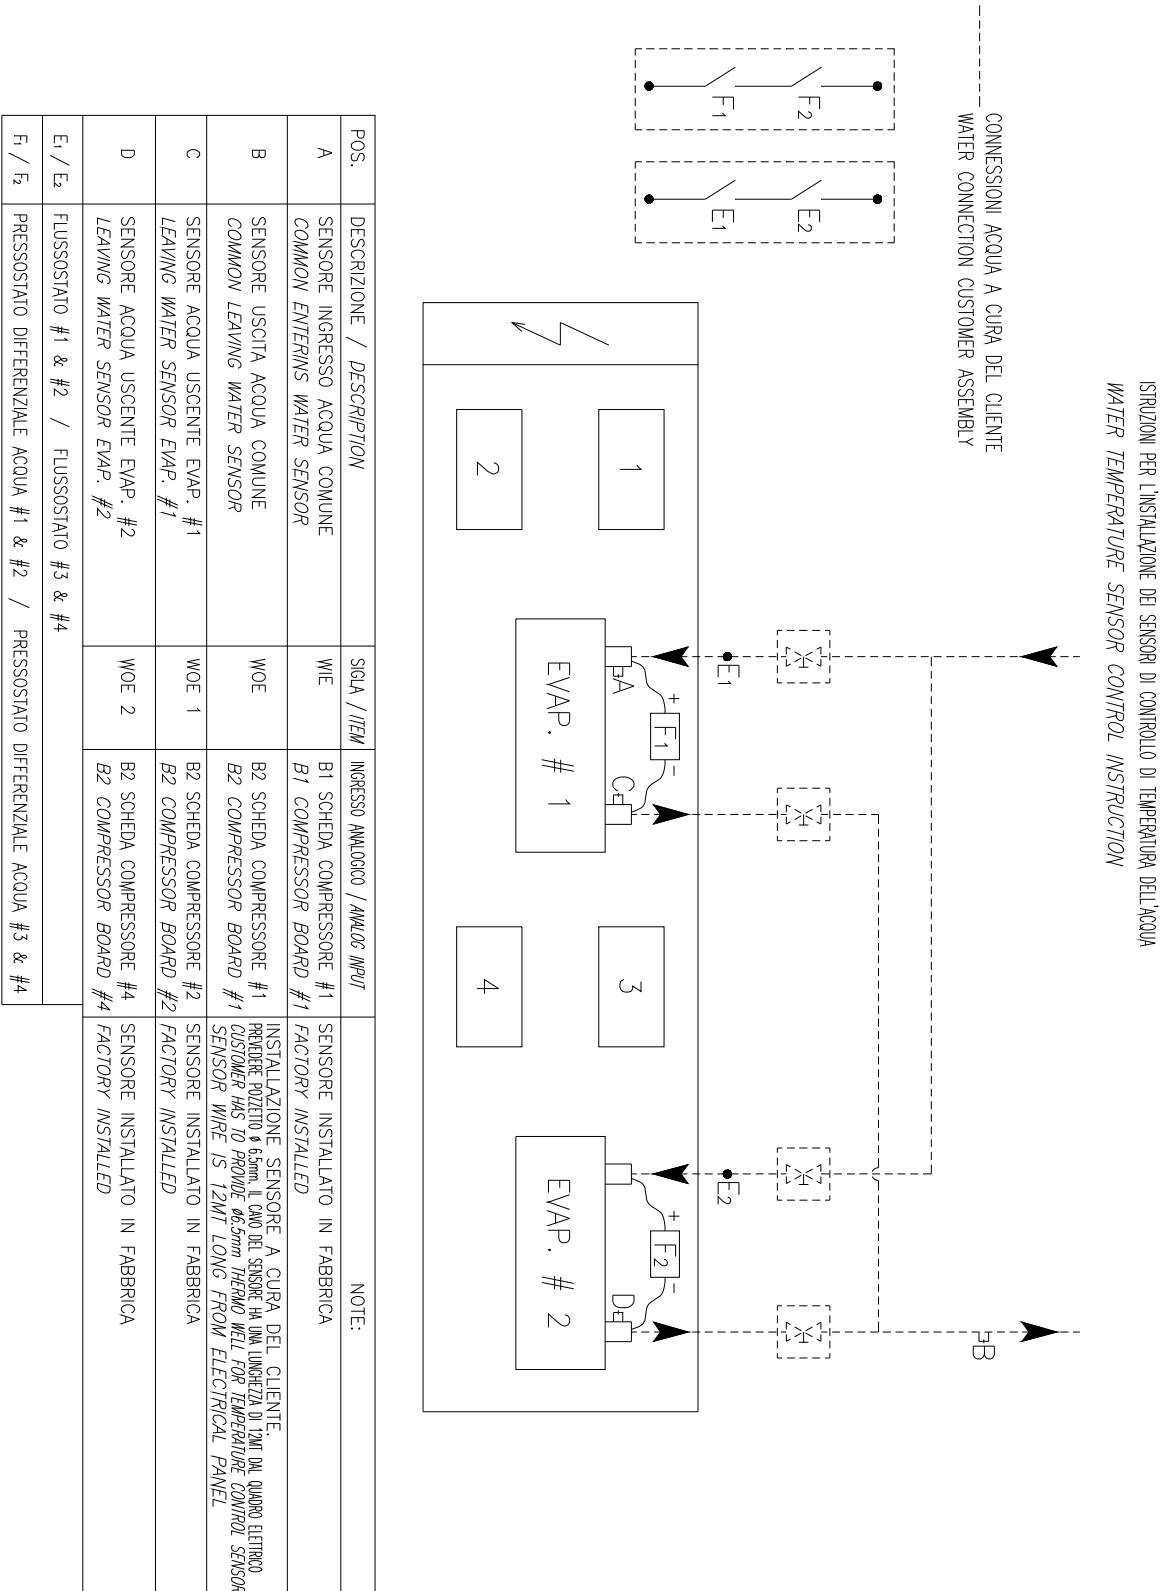 ISTRUZIONI PER L'INSTALLAZIONE DEI SENSORI DI CONTROLLO DI TEMPERATURA DELL'ACQUA
WATER TEMPERATURE SENSOR CONTROL INSTRUCTION
CONNESSIONI ACQUA A CURA DEL CLIENTE
WATER CONNECTION CUSTOMER ASSEMBLY
B
F1
F2
E1
E2
E1
E2
+ F1 -
+ F2 -
A
C
D
1
2
EVAP. # 1
3
4
EVAP. # 2
POS.
DESCRIZIONE / DESCRIPTION
SIGLA / ITEM
INGRESSO ANALOGICO / ANALOG INPUT
NOTE:
A
SENSORE INGRESSO ACQUA COMUNE
COMMON ENTERINS WATER SENSOR
WIE
B1 SCHEDA COMPRESSORE #1
B1 COMPRESSOR BOARD #1
SENSORE INSTALLATO IN FABBRICA
FACTORY INSTALLED
B
SENSORE USCITA ACQUA COMUNE
COMMON LEAVING WATER SENSOR
WOE
B2 SCHEDA COMPRESSORE #1
B2 COMPRESSOR BOARD #1
INSTALLAZIONE SENSORE A CURA DEL CLIENTE.
PREVEDERE POZZETTO ø 6.5mm. IL CAVO DEL SENSORE HA UNA LUNGHEZZA DI 12MT DAL QUADRO ELETTRICO
CUSTOMER HAS TO PROVIDE ø6.5mm THERMO WELL FOR TEMPERATURE CONTROL SENSOR
SENSOR WIRE IS 12MT LONG FROM ELECTRICAL PANEL
C
SENSORE ACQUA USCENTE EVAP. #1
LEAVING WATER SENSOR EVAP. #1
WOE 1
B2 SCHEDA COMPRESSORE #2
B2 COMPRESSOR BOARD #2
SENSORE INSTALLATO IN FABBRICA
FACTORY INSTALLED
D
SENSORE ACQUA USCENTE EVAP. #2
LEAVING WATER SENSOR EVAP. #2
WOE 2
B2 SCHEDA COMPRESSORE #4
B2 COMPRESSOR BOARD #4
SENSORE INSTALLATO IN FABBRICA
FACTORY INSTALLED
E1 / E2
FLUSSOSTATO #1 & #2 / FLUSSOSTATO #3 & #4
F1 / F2
PRESSOSTATO DIFFERENZIALE ACQUA #1 & #2 / PRESSOSTATO DIFFERENZIALE ACQUA #3 & #4